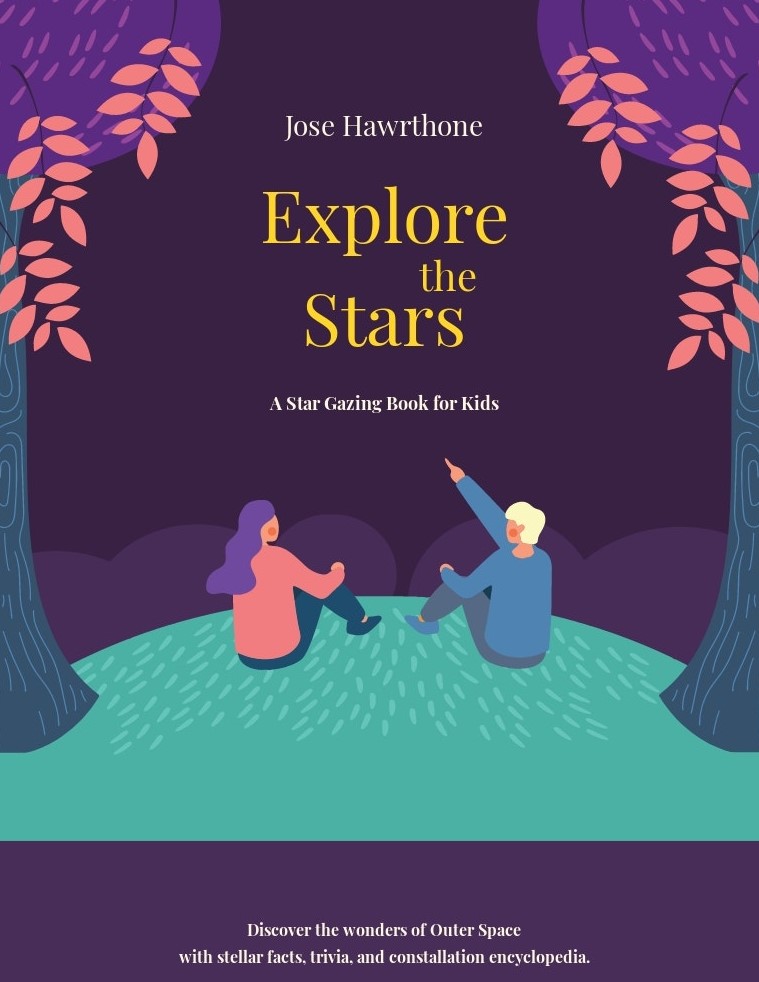 Jose Hawrthone
Explore
the
Stars
A Star Gazing Book for Kids
Discover the wonders of Outer Space
with stellar facts, trivia, and constallation encyclopedia.